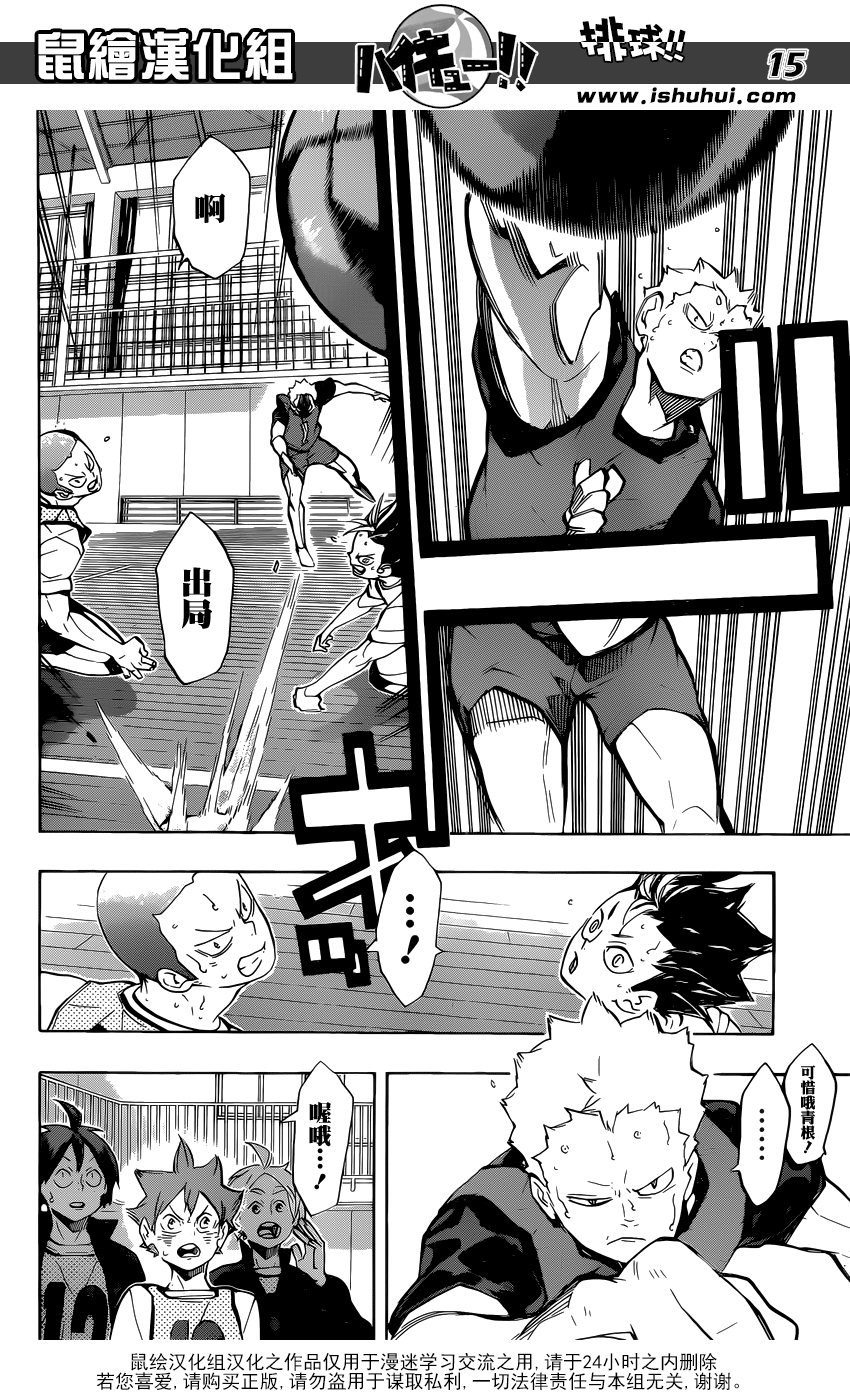 鼠繪漢化組
ハイキュー!!
排球!!
15
www.ishuhui.com
啊
出局
……!
可惜哦青根!
……
喔哦…!
12
10
鼠绘汉化组汉化之作品仅用于漫迷学习交流之用,请于24小时之内删除
若您喜爱,请购买正版,请勿盗用于谋取私利,一切法律责任与本组无关,谢谢。